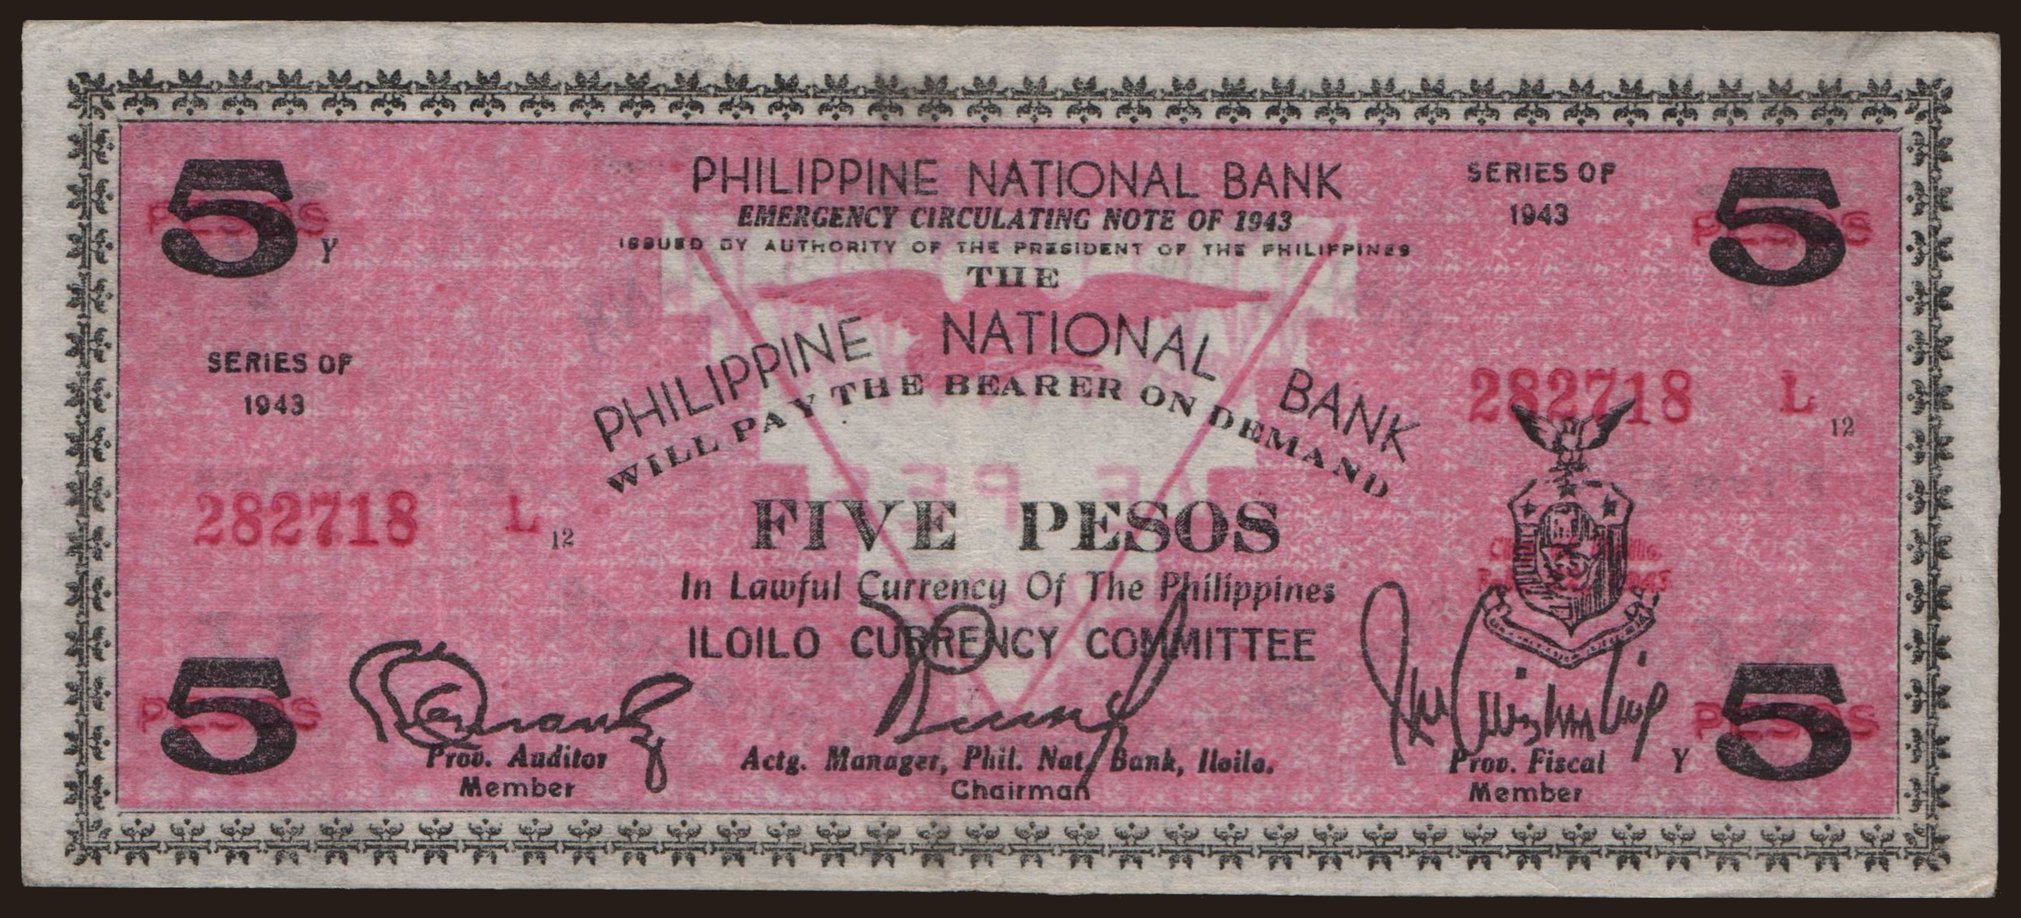 PHILIPPINE NATIONAL BANK
EMERGENCY CIRCULATING NOTE OF 1943
ISSUED BY AUTHORITY OF THE PRESIDENT OF THE PHILIPPINES
THE
PHILIPPINE NATIONAL BANK
WILL PAY THE BEARER ON DEMAND
FIVE PESOS
In Lawful Currency Of The Philippines
ILOILO CURRENCY COMMITTEE
5
PESOS
Y
SERIES OF
1943
282718 L 12
5
PESOS
SERIES OF
1943
5
PESOS
282718 L 12
5
PESOS
Y
Prov. Auditor
Member
Actg. Manager, Phil. Nat. Bank, Iloilo.
Chairman
Prov. Fiscal
Member